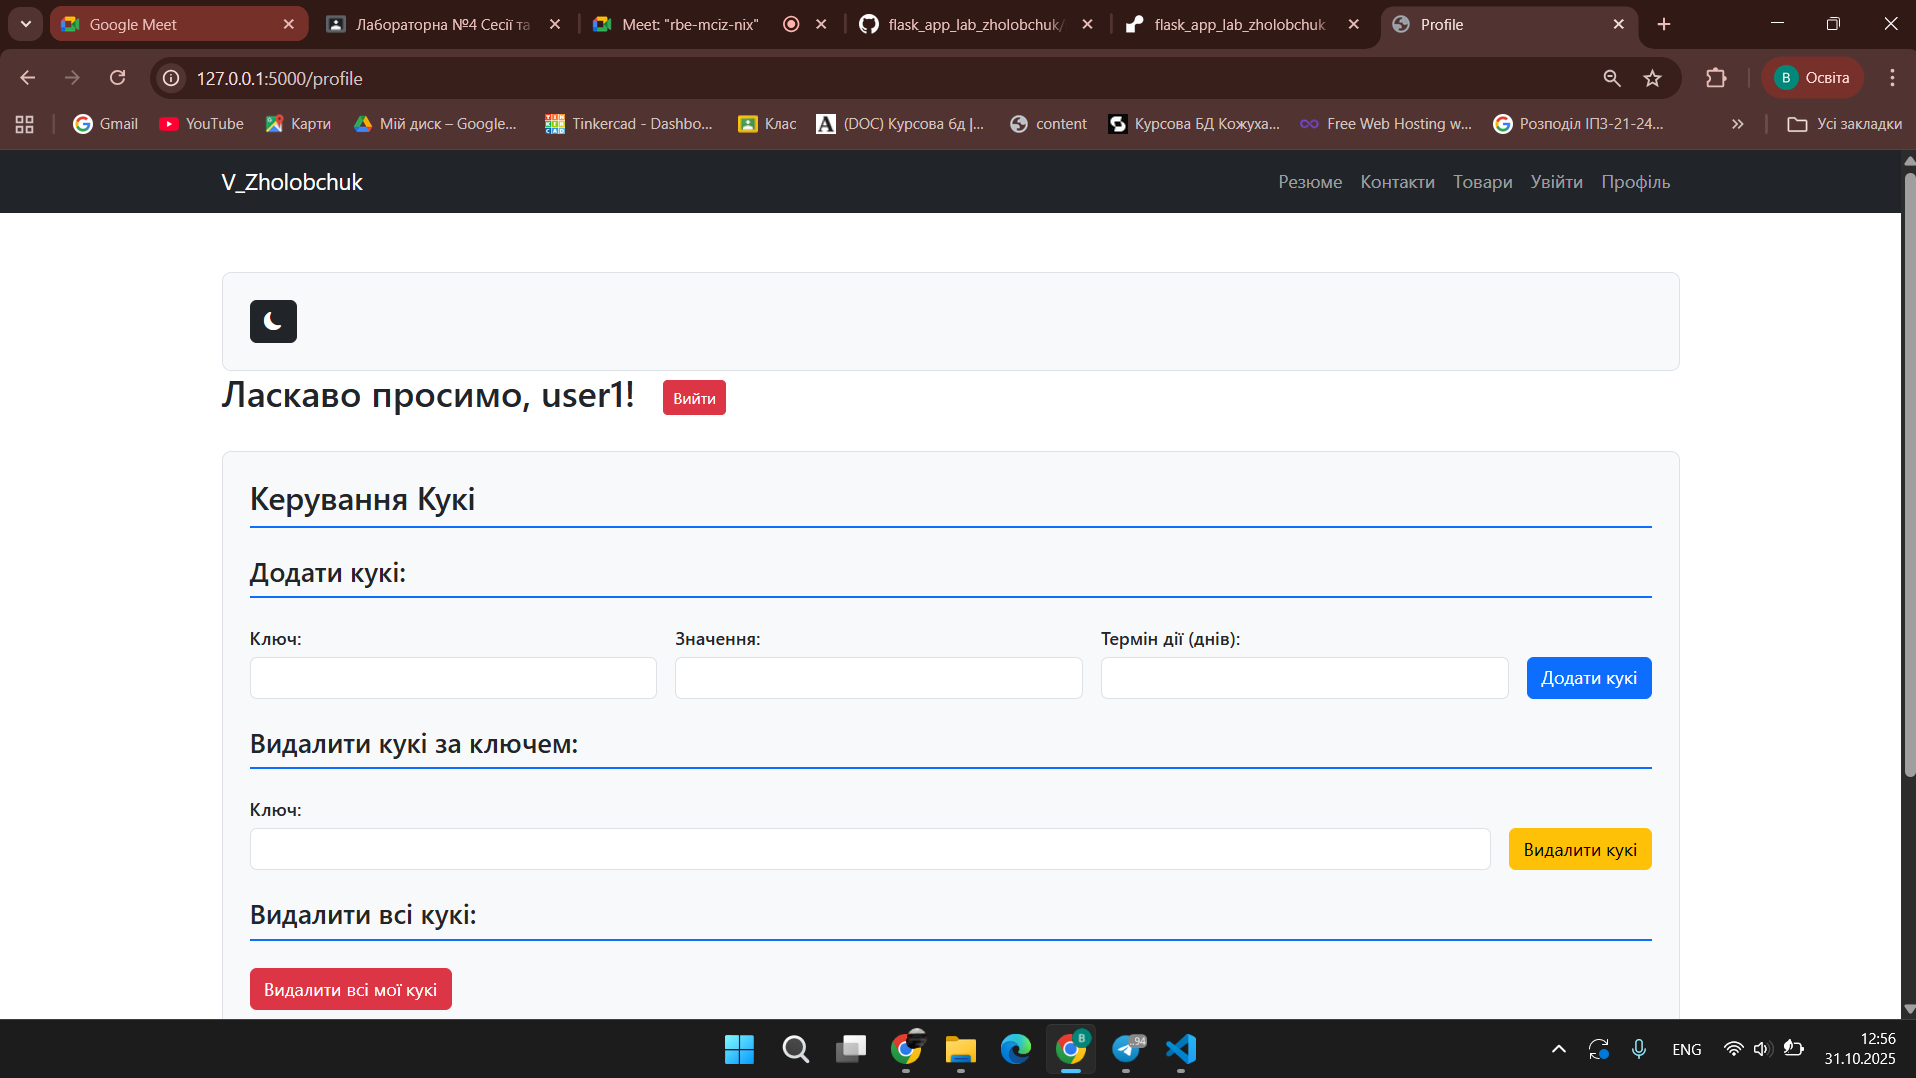 Google Meet
Лабораторна №4 Сесії та
Meet: "rbe-mciz-nix"
flask_app_lab_zholobchuk/
flask_app_lab_zholobchuk
Profile
127.0.0.1:5000/profile
B
Освіта
Gmail
YouTube
Карти
Мій диск – Google...
Tinkercad - Dashbo...
Клас
(DOC) Курсова бд |...
content
Курсова БД Кожуха...
Free Web Hosting w...
Розподіл ІПЗ-21-24...
Усі закладки
V_Zholobchuk
Резюме Контакти Товари Увійти Профіль
Ласкаво просимо, user1!
Вийти
Керування Кукі
Додати кукі:
Ключ: Значення: Термін дії (днів):
Додати кукі
Видалити кукі за ключем:
Ключ:
Видалити кукі
Видалити всі кукі:
Видалити всі мої кукі
ENG
12:56
31.10.2025